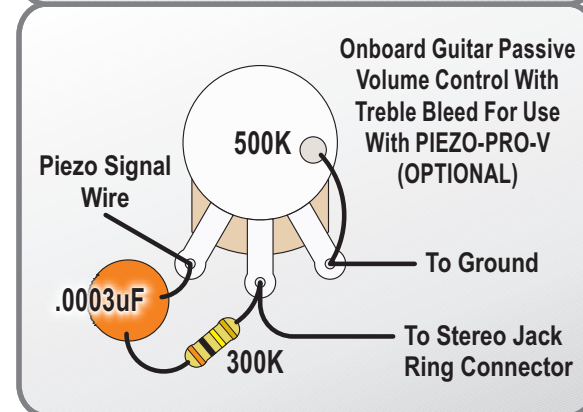 Onboard Guitar Passive
Volume Control With
Treble Bleed For Use
With PIEZO-PRO-V
(OPTIONAL)
500K
Piezo Signal
Wire
.0003uF
To Ground
300K
To Stereo Jack
Ring Connector